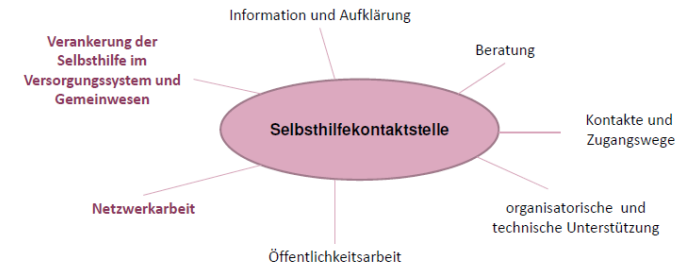 Information und Aufklärung
Verankerung der
Selbsthilfe im
Versorgungssystem und
Gemeinwesen
Beratung
Selbsthilfekontaktstelle
Kontakte und
Zugangswege
Netzwerkarbeit
organisatorische und
technische Unterstützung
Öffentlichkeitsarbeit